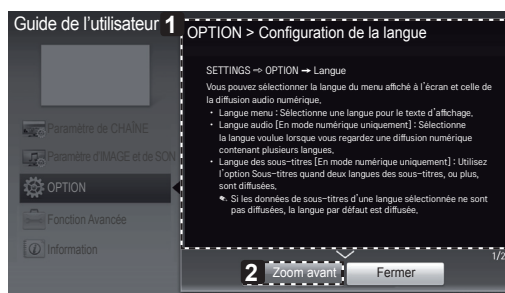 Guide de l'utilisateur
1
OPTION > Configuration de la langue
SETTINGS ⇨ OPTION ➙ Langue
Vous pouvez sélectionner la langue du menu affiché à l'écran et celle de
la diffusion audio numérique.
• Langue menu : Sélectionne une langue pour le texte d'affichage.
• Langue audio [En mode numérique uniquement] : Sélectionne
la langue voulue lorsque vous regardez une diffusion numérique
contenant plusieurs langues.
• Langue des sous-titres [En mode numérique uniquement] : Utilisez
l'option Sous-titres quand deux langues des sous-titres, ou plus,
sont diffusées.
✎ Si les données de sous-titres d'une langue sélectionnée ne sont
pas diffusées, la langue par défaut est diffusée.
Paramètre de CHAÎNE
Paramètre d'IMAGE et de SON
OPTION
Fonction Avancée
Information
1/2
2
Zoom avant
Fermer